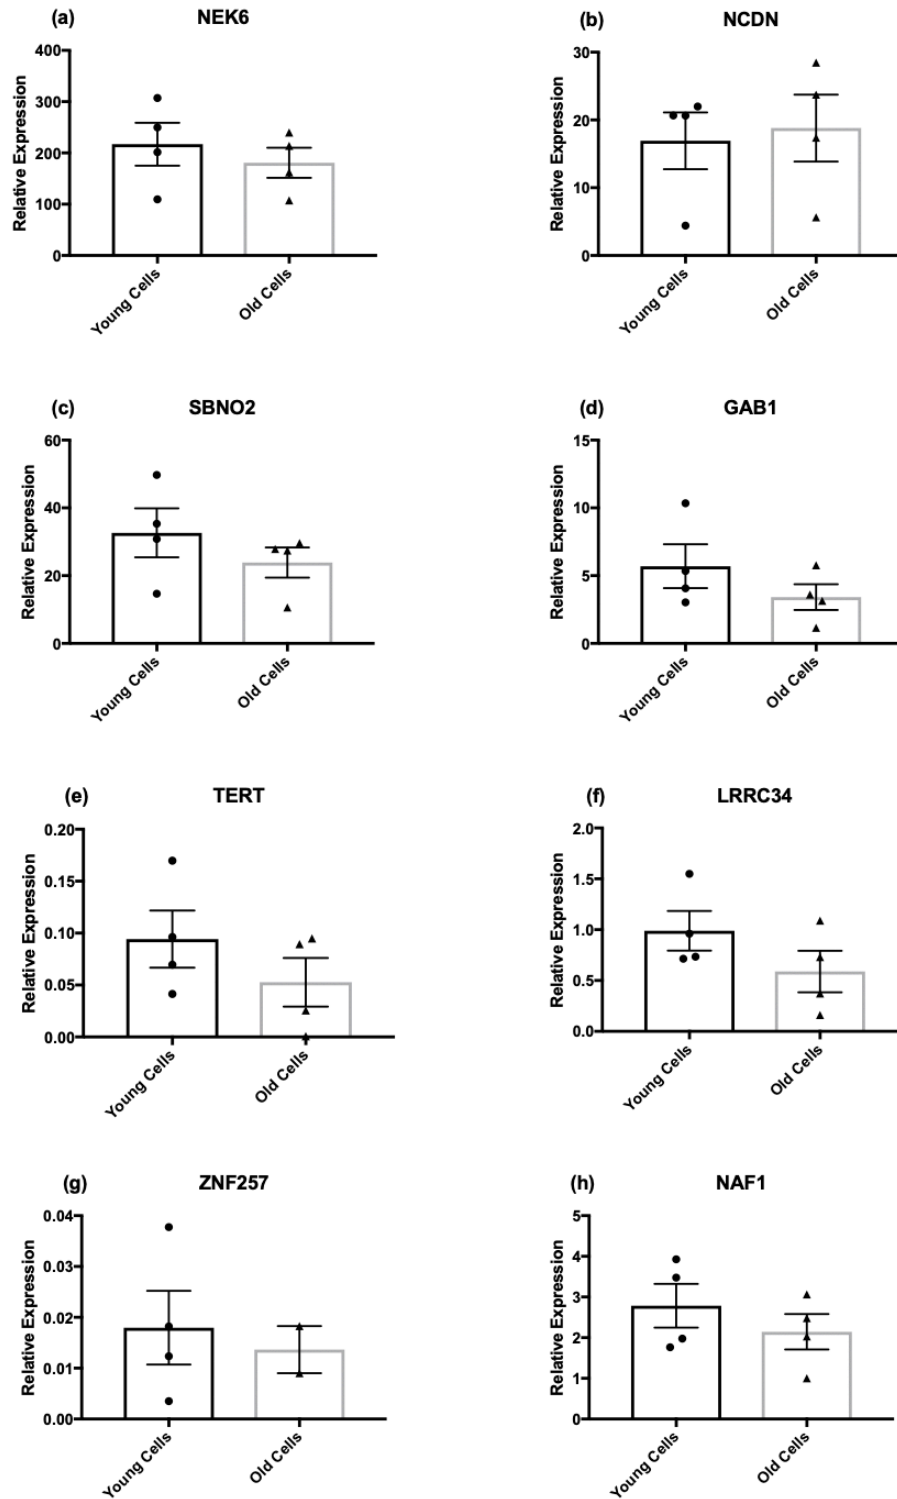 (a) NEK6
400
300
200
100
0
Relative Expression
Young Cells
Old Cells
(b) NCDN
30
20
10
0
Relative Expression
Young Cells
Old Cells
(c) SBNO2
60
40
20
0
Relative Expression
Young Cells
Old Cells
(d) GAB1
15
10
5
0
Relative Expression
Young Cells
Old Cells
(e) TERT
0.20
0.15
0.10
0.05
0.00
Relative Expression
Young Cells
Old Cells
(f) LRRC34
2.0
1.5
1.0
0.5
0.0
Relative Expression
Young Cells
Old Cells
(g) ZNF257
0.04
0.03
0.02
0.01
0.00
Relative Expression
Young Cells
Old Cells
(h) NAF1
5
4
3
2
1
0
Relative Expression
Young Cells
Old Cells